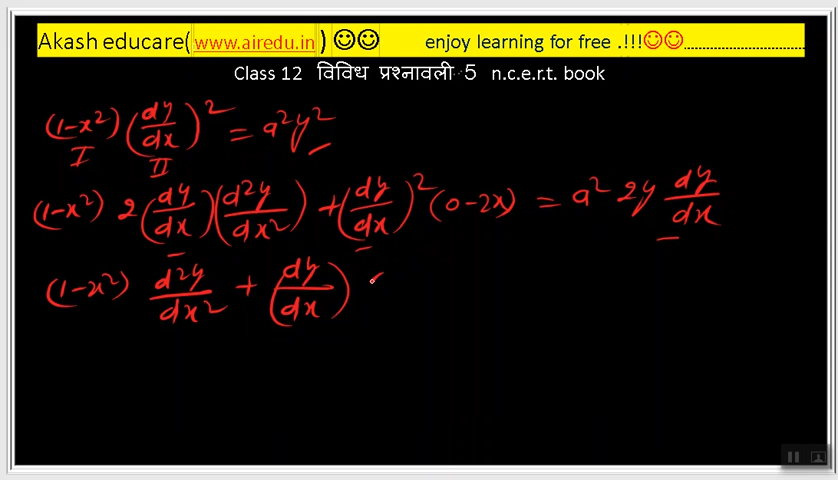 Akash educare( www.airedu.in ) ☺☺ enjoy learning for free .!!!☺☺...............................
Class 12 विविध प्रश्नावली 5 n.c.e.r.t. book
(1-x²) (dy/dx)² = a²y²
I II
(1-x²) 2 (dy/dx) (d²y/dx²) + (dy/dx)² (0-2x) = a² 2y dy/dx
(1-x²) d²y/dx² + (dy/dx)